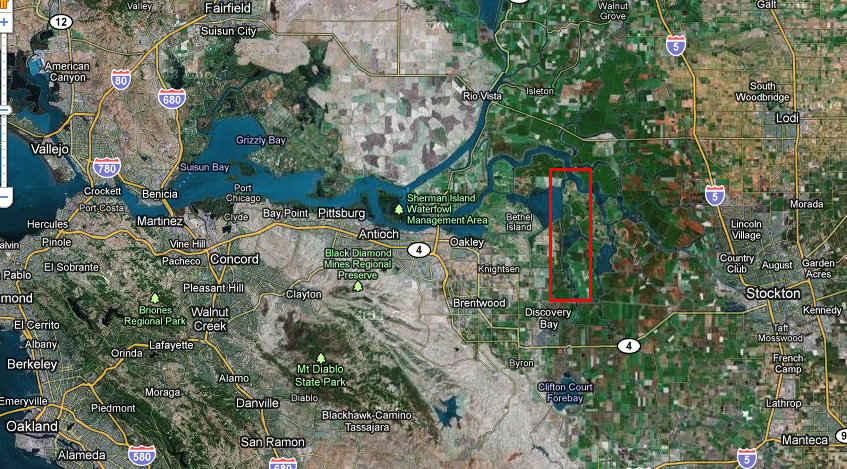 Valley
Fairfield
Walnut
Grove
Galt
12
Suisun City
5
American
Canyon
80
South
Woodbridge
680
Rio Vista
Isleton
Lodi
Grizzly Bay
Vallejo
780
Suisun Bay
Crockett
Benicia
Port
Chicago
Sherman Island
Waterfowl
Management Area
5
Morada
Port Costa
Martinez
Clyde
Bay Point
Pittsburg
Bethel
Island
Hercules
Lincoln
Village
Pinole
Vine Hill
Antioch
4
Oakley
alvin
El Sobrante
Pacheco
Concord
Black Diamond
Mines Regional
Preserve
Knightsen
Country
Club
August
Garden
Acres
Pablo
Pleasant Hill
Clayton
Stockton
mond
Briones
Regional Park
Walnut
Creek
Brentwood
Discovery
Bay
Kennedy
El Cerrito
Taft
Mosswood
Albany
Orinda
Lafayette
4
French
Camp
Berkeley
Mt Diablo
State Park
Byron
Alamo
Moraga
Diablo
Clifton Court
Forebay
Emeryville
Piedmont
Danville
Blackhawk-Camino
Tassajara
Lathrop
Oakland
San Ramon
Manteca
9
Alameda
580
680
5